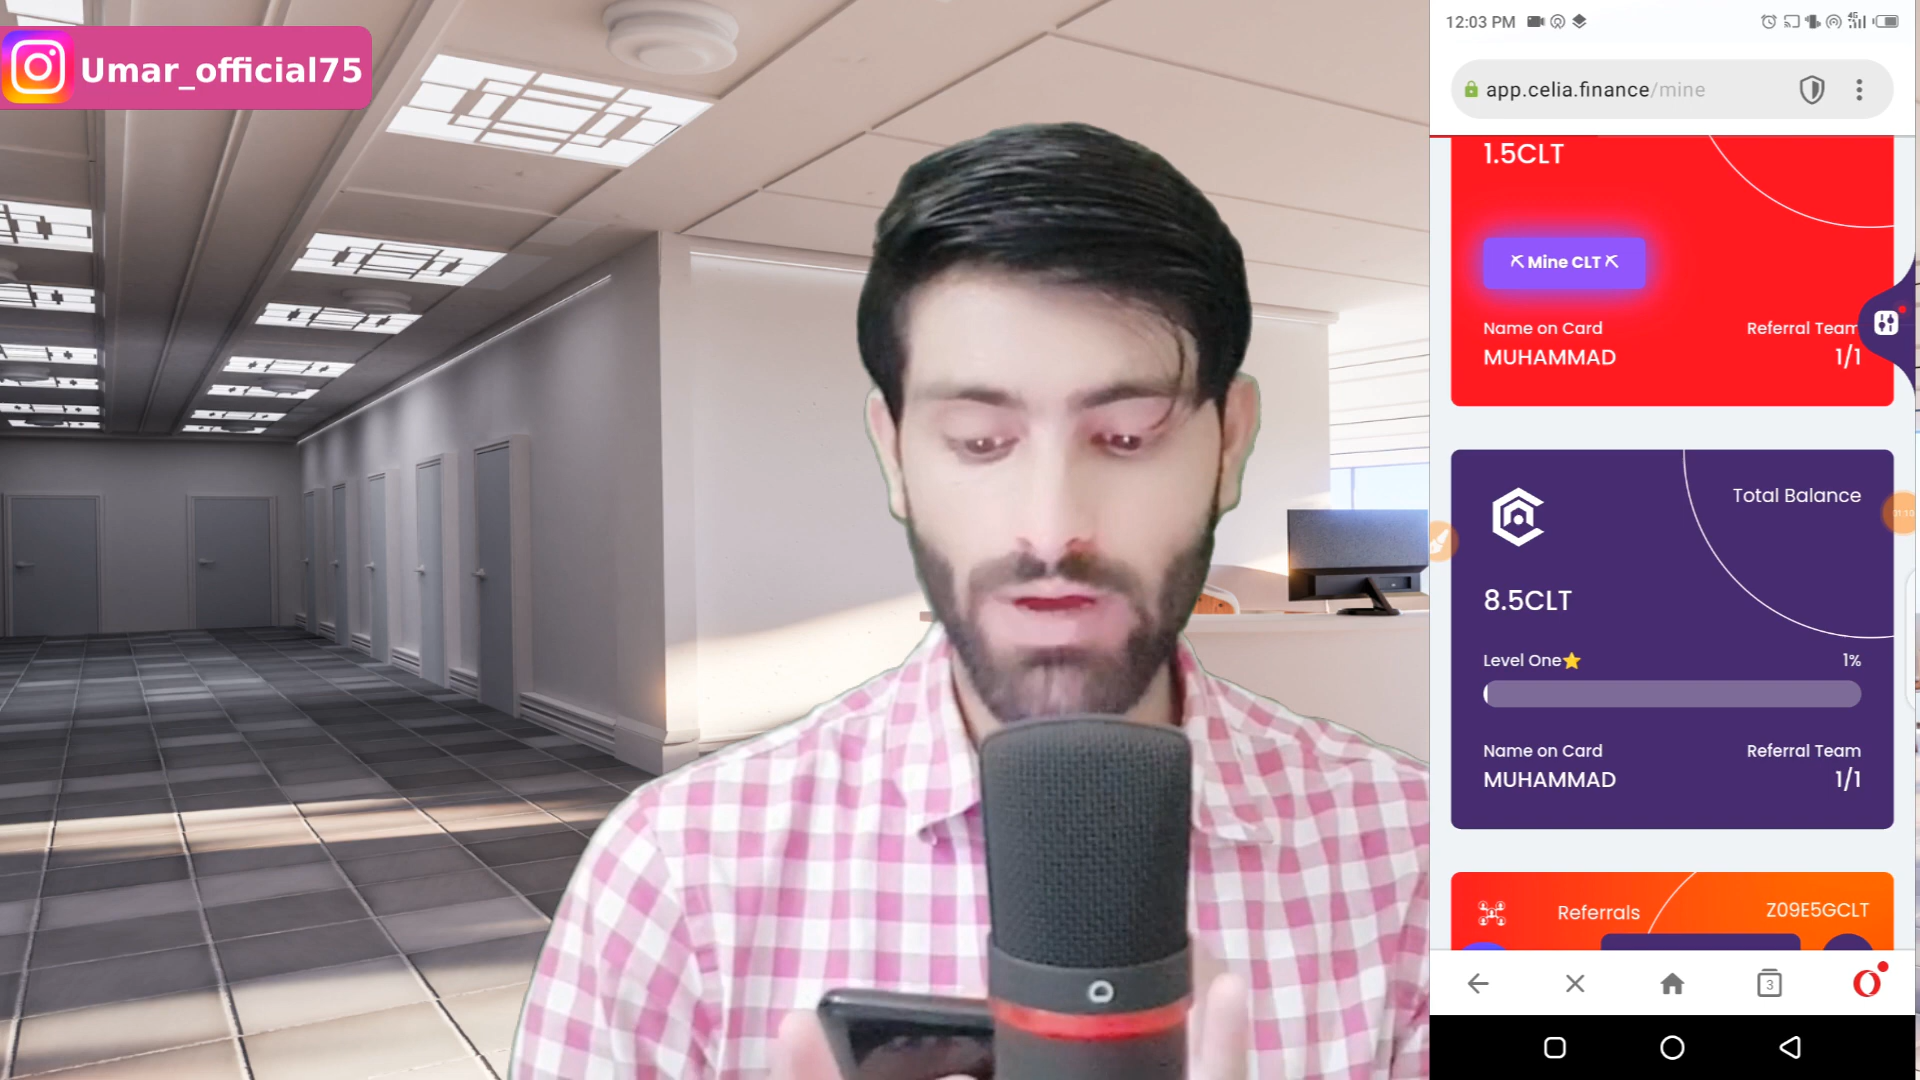 Umar_official75
12:03 PM
4G
app.celia.finance/mine
1.5CLT
Mine CLT
Name on Card
Referral Team
MUHAMMAD
1/1
Total Balance
8.5CLT
Level One
1%
Name on Card
Referral Team
MUHAMMAD
1/1
Referrals
Z09E5GCLT
3